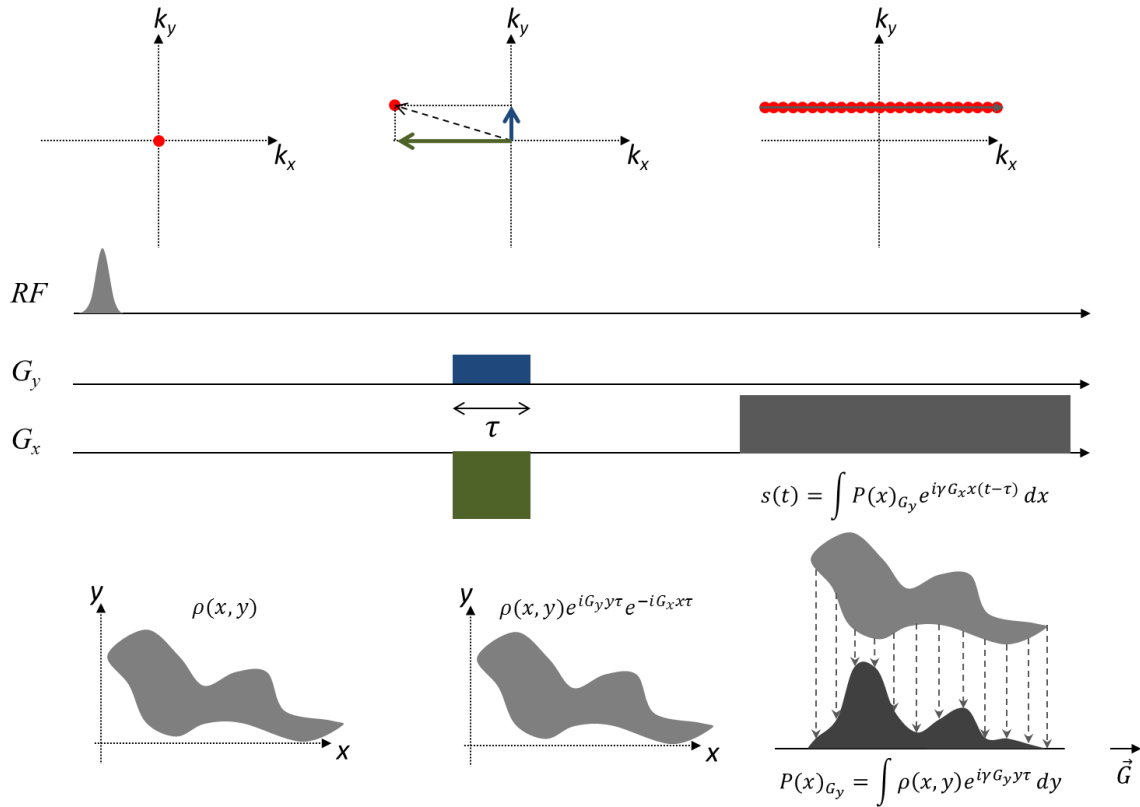 k_y
k_x
k_y
k_x
k_y
k_x
RF
G_y
τ
G_x
s(t) = ∫ P(x)_{G_y} e^{iγG_x x(t−τ)} dx
y
ρ(x, y)
x
y
ρ(x, y)e^{iG_y yτ} e^{−iG_x xτ}
x
P(x)_{G_y} = ∫ ρ(x, y)e^{iγG_y yτ} dy
G⃗